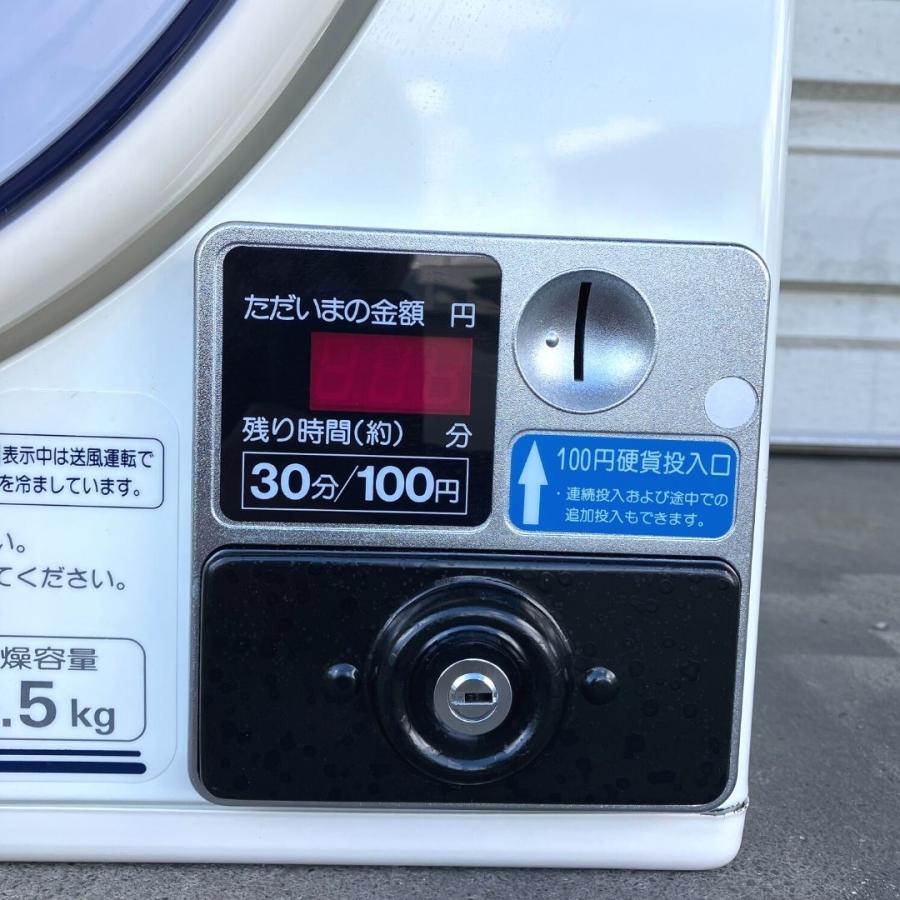 ただいまの金額 円
残り時間(約) 分
30分/100円
100円硬貨投入口
・連続投入および途中での
追加投入もできます。
表示中は送風運転で
を冷ましています。
い。
てください。
燥容量
.5kg